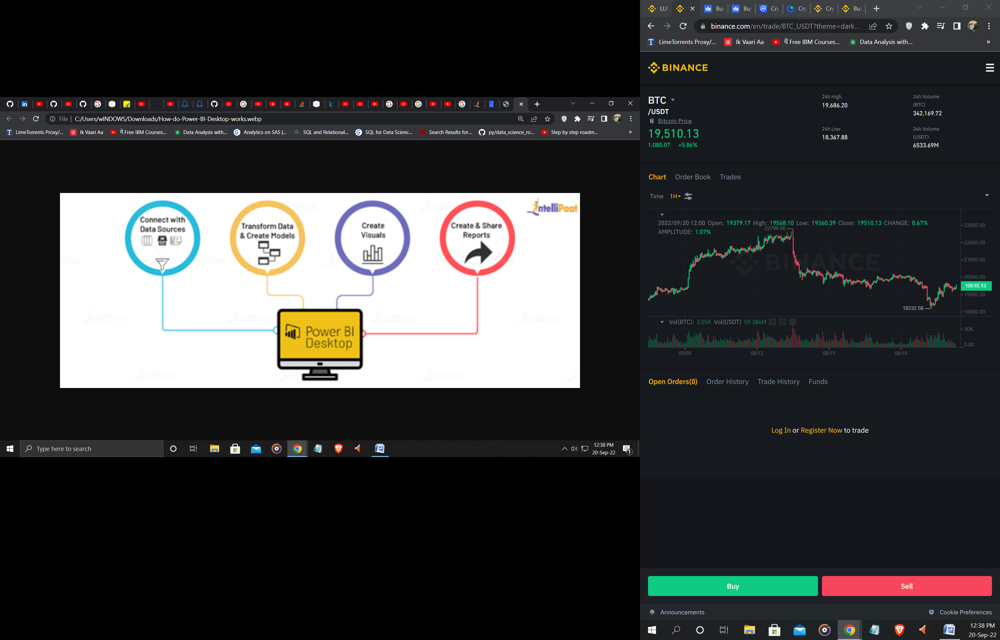 File | C:/Users/wINDOWS/Downloads/How-do-Power-BI-Desktop-works.webp
LimeTorrents Proxy/...
Ik Vaari Aa
ये Free IBM Courses...
Data Analysis with...
Analytics on SAS |...
SQL and Relational...
SQL for Data Scienc...
Search Results for...
py/data_science_ro...
Step by step roadm...
Connect with
Data Sources
Transform Data
& Create Models
Create
Visuals
Create & Share
Reports
IntelliPaat
Power BI
Desktop
Type here to search
12:38 PM
20-Sep-22
1
LU
Bu
Bu
Cry
Cry
Cry
Bu
binance.com/en/trade/BTC_USDT?theme=dark...
LimeTorrents Proxy/...
Ik Vaari Aa
ये Free IBM Courses...
Data Analysis with...
BINANCE
BTC
/USDT
Bitcoin Price
19,510.13
1,080.07 +5.86%
24h High
19,686.20
24h Low
18,367.88
24h Volume
(BTC)
342,169.72
24h Volume
(USDT)
6533.69M
Chart Order Book Trades
Time 1H
2022/09/20 12:00 Open: 19379.17 High: 19568.10 Low: 19360.39 Close: 19510.13 CHANGE: 0.67%
AMPLITUDE: 1.07%
22799.00
23000.00
22000.00
21000.00
BINANCE
20000.00
19510.13
19000.00
18232.56
18000.00
Vol(BTC): 3.05K Vol(USDT) 59.386M
30K
0.00
09/09 09/12 09/15 09/18
Open Orders(0) Order History Trade History Funds
Log In or Register Now to trade
Buy
Sell
Announcements
Cookie Preferences
12:38 PM
20-Sep-22